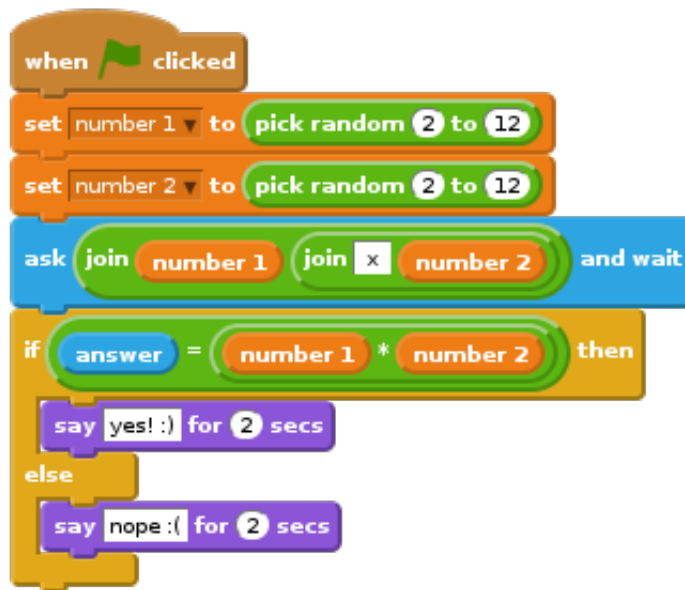 when clicked
set number 1 to pick random 2 to 12
set number 2 to pick random 2 to 12
ask join number 1 join x number 2 and wait
if answer = number 1 * number 2 then
say yes! :) for 2 secs
else
say nope :( for 2 secs